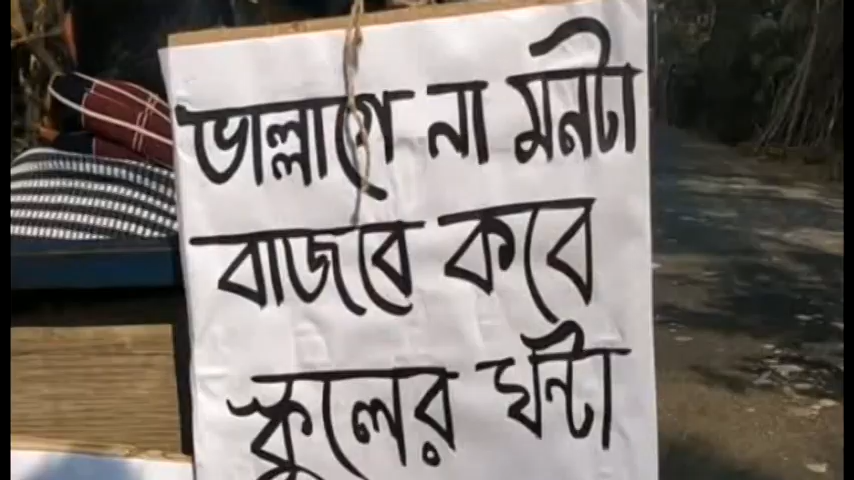 ভাল্লাগে না মনটা
বাজবে কবে
স্কুলের ঘন্টা